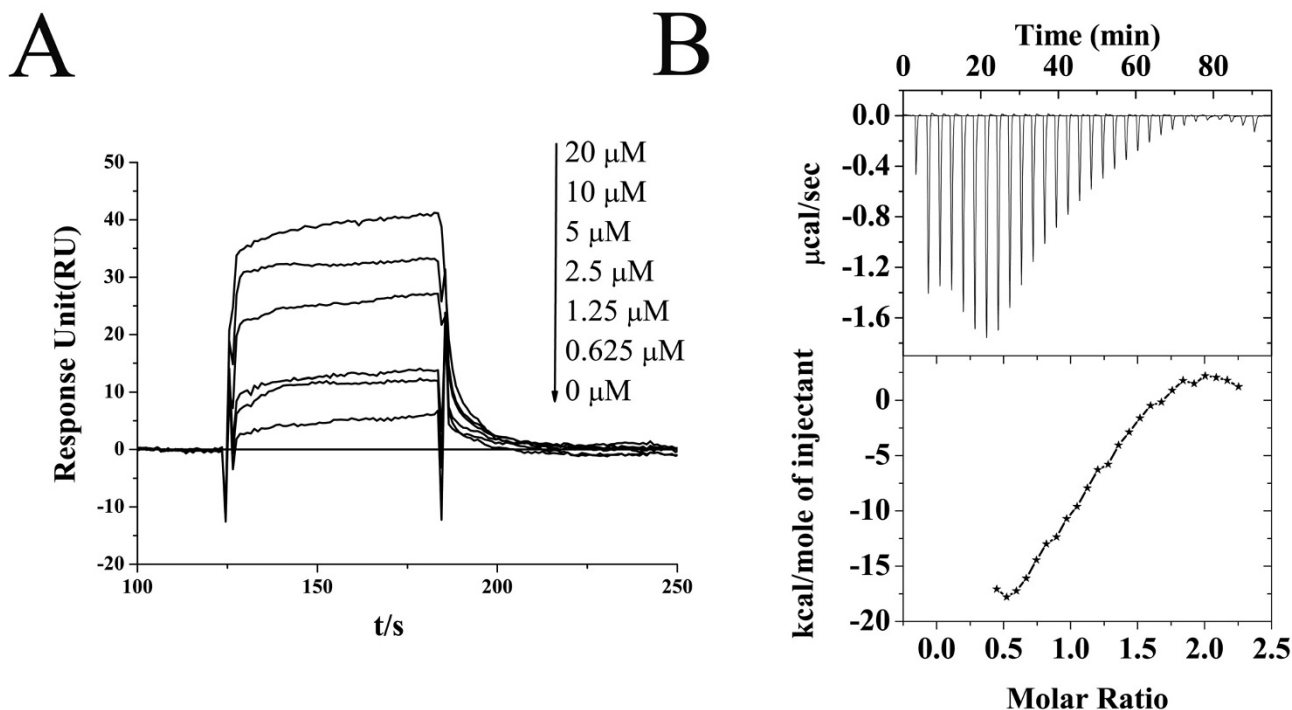 A
Response Unit(RU)
50
40
30
20
10
0
-10
-20
100
150
200
250
t/s
20 μM
10 μM
5 μM
2.5 μM
1.25 μM
0.625 μM
0 μM
B
Time (min)
0 20 40 60 80
μcal/sec
0.0
-0.4
-0.8
-1.2
-1.6
kcal/mole of injectant
0
-5
-10
-15
-20
0.0 0.5 1.0 1.5 2.0 2.5
Molar Ratio